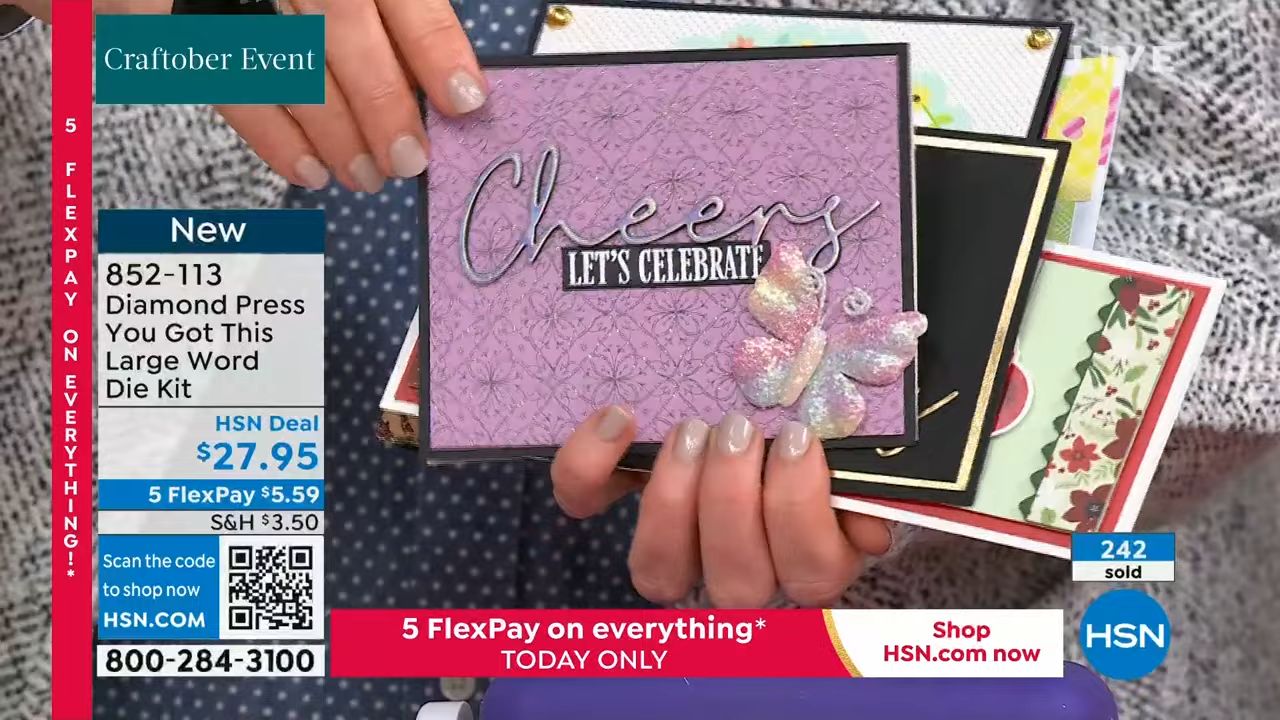 Craftober Event
LIVE
5 FLEXPAY ON EVERYTHING!*
New
852-113
Diamond Press
You Got This
Large Word
Die Kit
HSN Deal
$27.95
5 FlexPay $5.59
S&H $3.50
Scan the code
to shop now
HSN.COM
800-284-3100
Cheers
LET'S CELEBRATE
242
sold
5 FlexPay on everything*
TODAY ONLY
Shop
HSN.com now
HSN